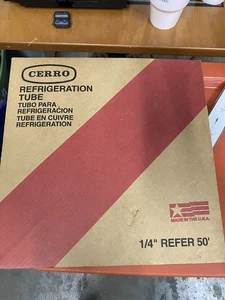 CERRO
REFRIGERATION
TUBE
TUBO PARA
REFRIGERACION
TUBE EN CUIVRE
REFRIGERATION
MADE IN THE U.S.A.
1/4" REFER 50'